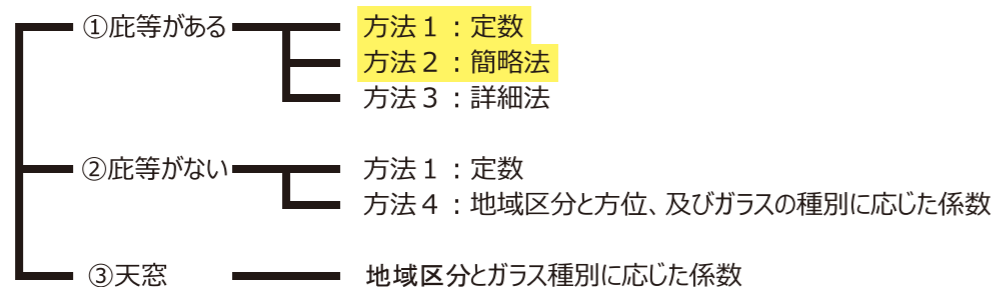 ①庇等がある 方法1：定数
方法2：簡略法
方法3：詳細法
②庇等がない 方法1：定数
方法4：地域区分と方位、及びガラスの種別に応じた係数
③天窓 地域区分とガラス種別に応じた係数